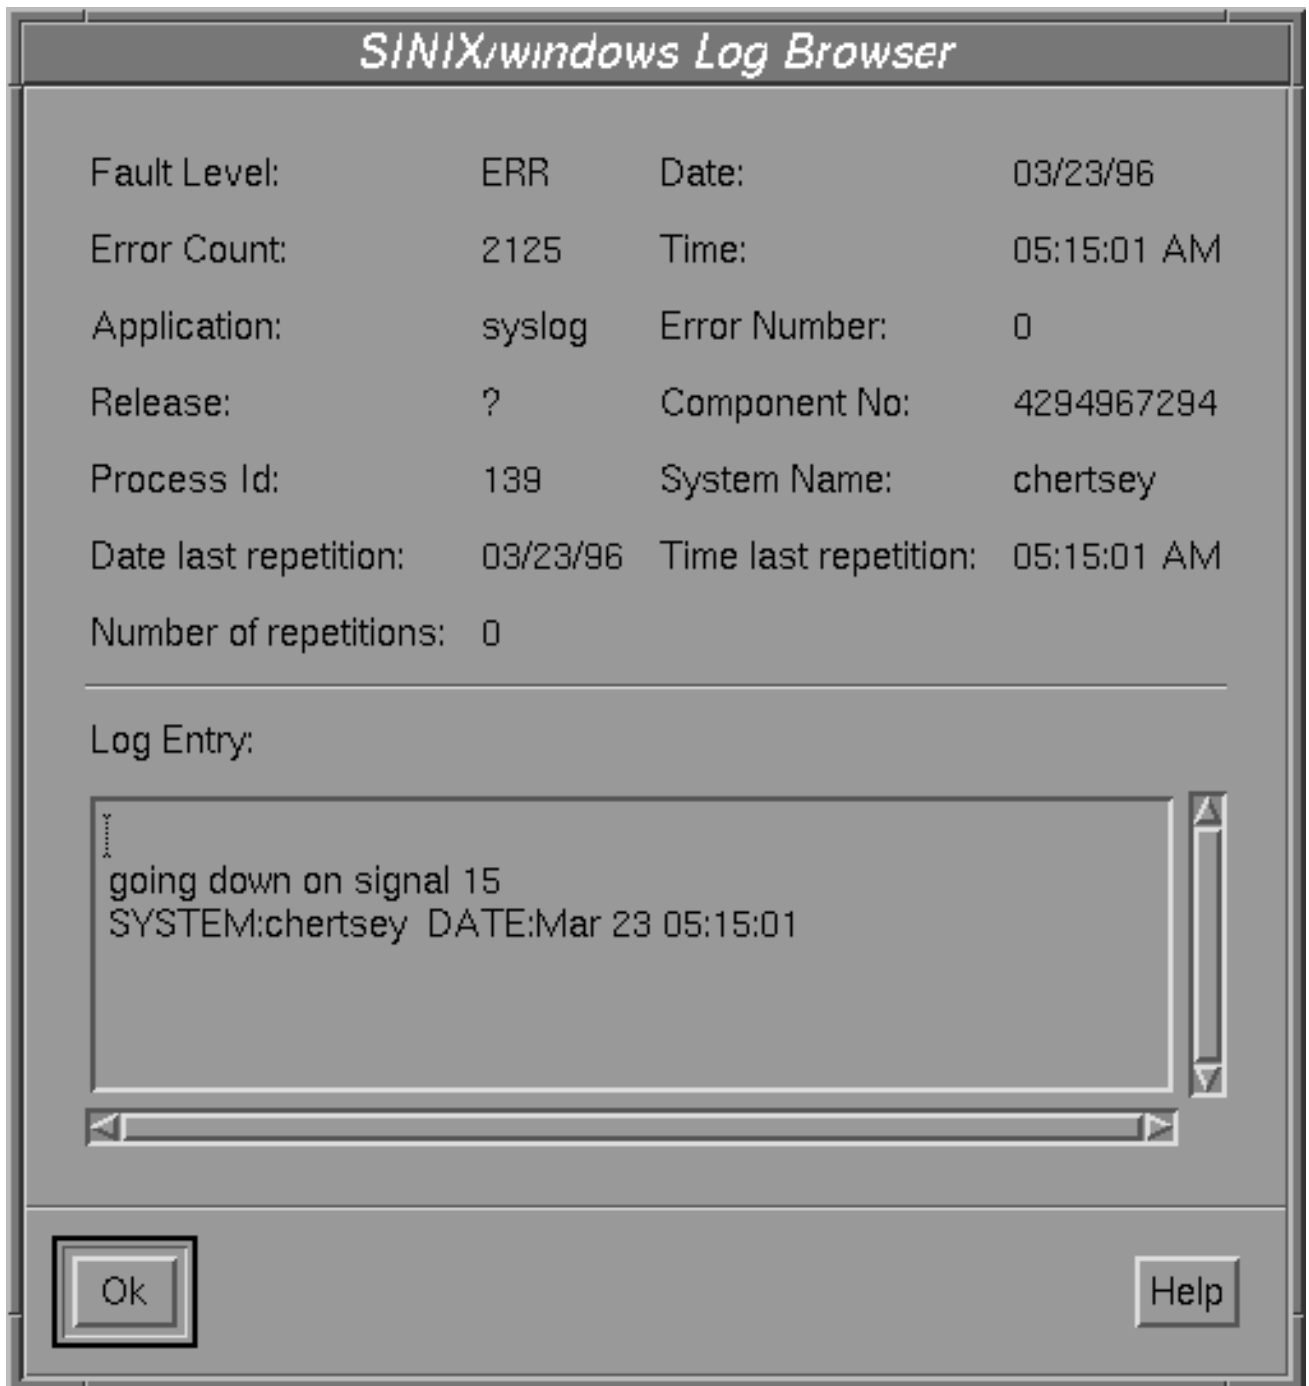 SINIX/windows Log Browser
Fault Level: ERR Date: 03/23/96
Error Count: 2125 Time: 05:15:01 AM
Application: syslog Error Number: 0
Release: ? Component No: 4294967294
Process Id: 139 System Name: chertsey
Date last repetition: 03/23/96 Time last repetition: 05:15:01 AM
Number of repetitions: 0
Log Entry:
going down on signal 15
SYSTEM:chertsey DATE:Mar 23 05:15:01
Ok Help